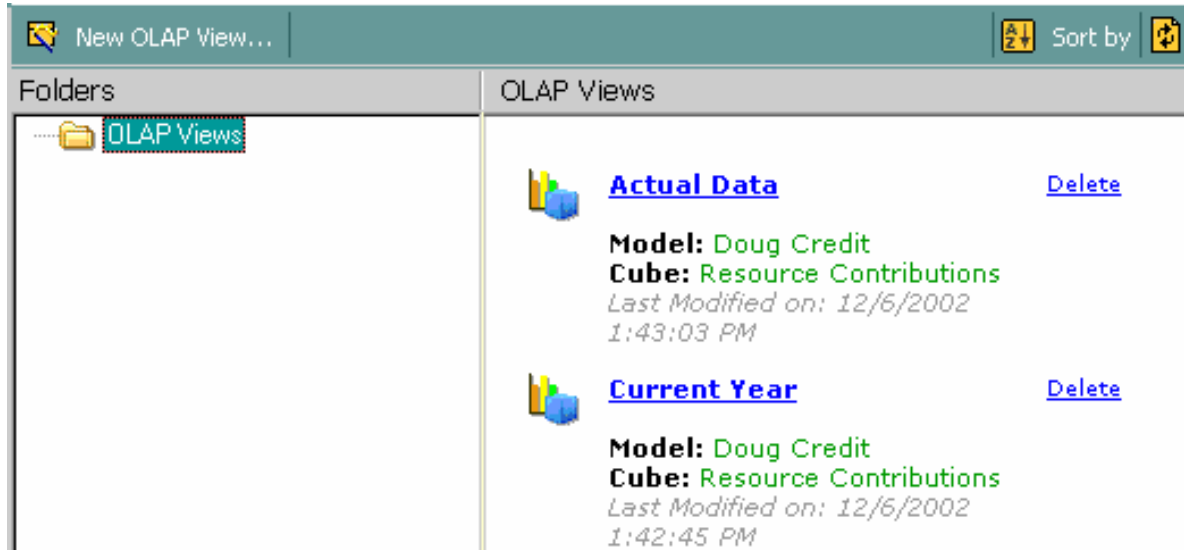 New OLAP View...
Sort by
Folders
OLAP Views
OLAP Views
Actual Data
Delete
Model: Doug Credit
Cube: Resource Contributions
Last Modified on: 12/6/2002
1:43:03 PM
Current Year
Delete
Model: Doug Credit
Cube: Resource Contributions
Last Modified on: 12/6/2002
1:42:45 PM